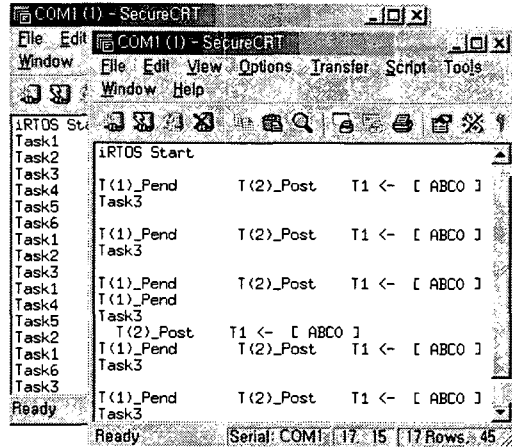 COM1 (1) - SecureCRT
File Edit
Window
iRTOS Sta
Task1
Task2
Task3
Task4
Task5
Task6
Task1
Task2
Task3
Task1
Task4
Task5
Task2
Task1
Task6
Task3
Ready
COM1 (1) - SecureCRT
File Edit View Options Transfer Script Tools
Window Help
iRTOS Start
T(1)_Pend T(2)_Post T1 <- [ ABCO ]
Task3
T(1)_Pend T(2)_Post T1 <- [ ABCO ]
Task3
T(1)_Pend T(2)_Post T1 <- [ ABCO ]
T(1)_Pend
Task3
T(2)_Post T1 <- [ ABCO ]
T(1)_Pend T(2)_Post T1 <- [ ABCO ]
Task3
T(1)_Pend T(2)_Post T1 <- [ ABCO ]
Task3
Ready Serial: COM1 17, 15 17 Rows, 45